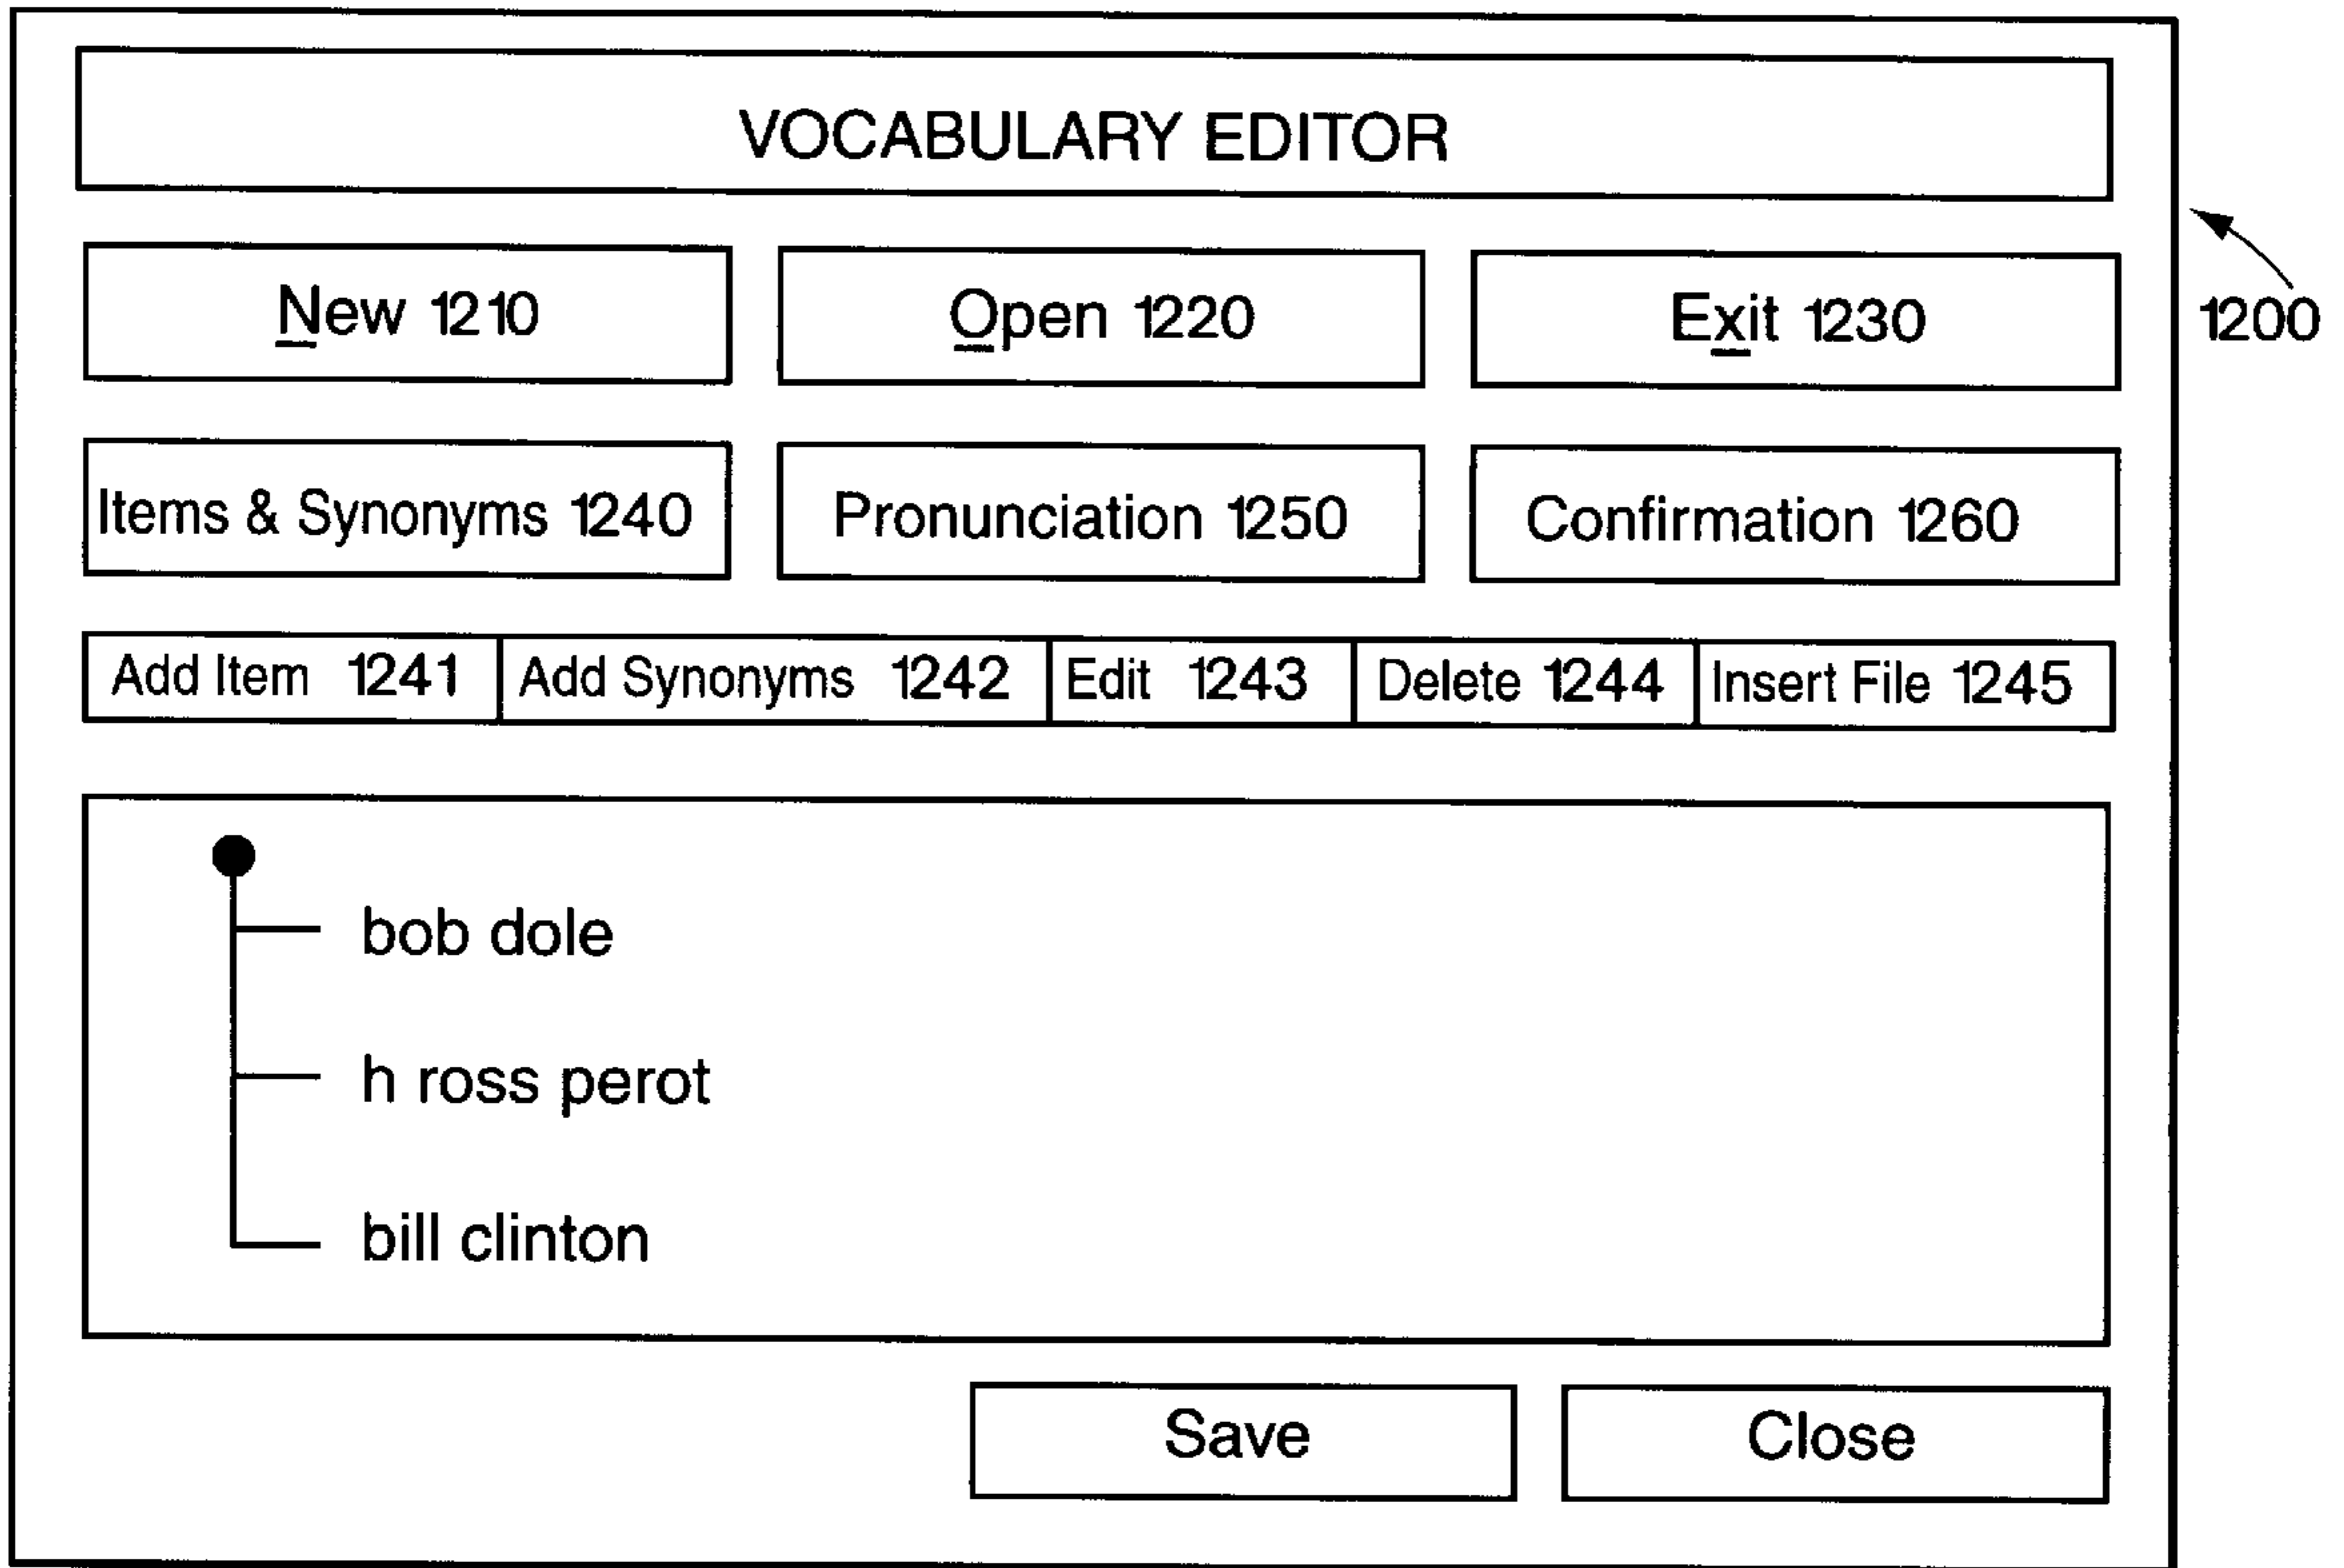 VOCABULARY EDITOR
New 1210 Open 1220 Exit 1230
1200
Items & Synonyms 1240 Pronunciation 1250 Confirmation 1260
Add Item 1241 Add Synonyms 1242 Edit 1243 Delete 1244 Insert File 1245
bob dole
h ross perot
bill clinton
Save Close